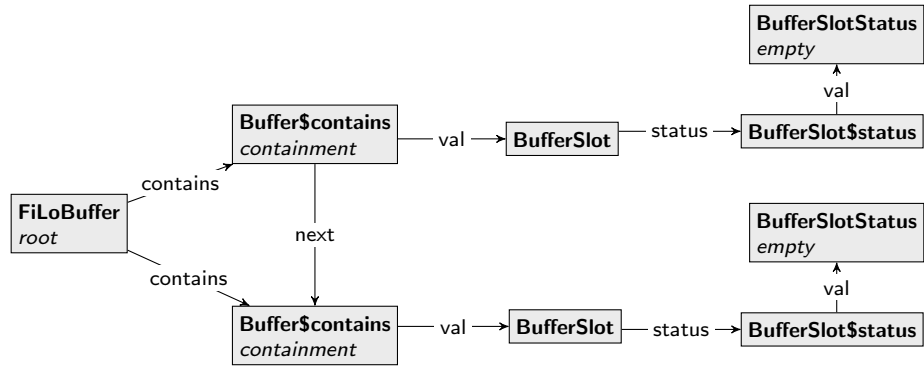 BufferSlotStatus
empty
val
Buffer$contains
containment
val
BufferSlot
status
BufferSlot$status
contains
FiLoBuffer
root
next
BufferSlotStatus
empty
contains
val
Buffer$contains
containment
val
BufferSlot
status
BufferSlot$status